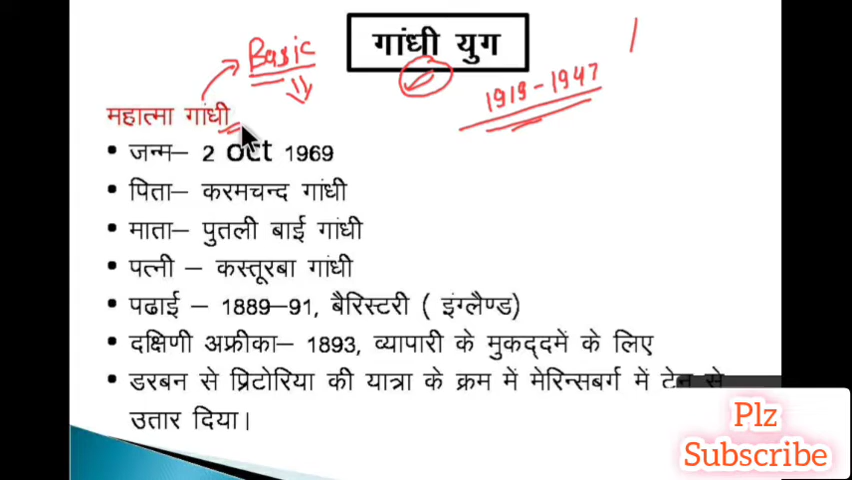 गांधी युग
Basic
1919-1947
महात्मा गांधी
• जन्म– 2 oct 1969
• पिता– करमचन्द गांधी
• माता– पुतली बाई गांधी
• पत्नी – कस्तूरबा गांधी
• पढाई – 1889–91, बैरिस्टरी ( इंग्लैण्ड)
• दक्षिणी अफ्रीका– 1893, व्यापारी के मुकद्दमें के लिए
• डरबन से प्रिटोरिया की यात्रा के क्रम में मेरिन्सबर्ग में टेन से
उतार दिया।
Plz
Subscribe